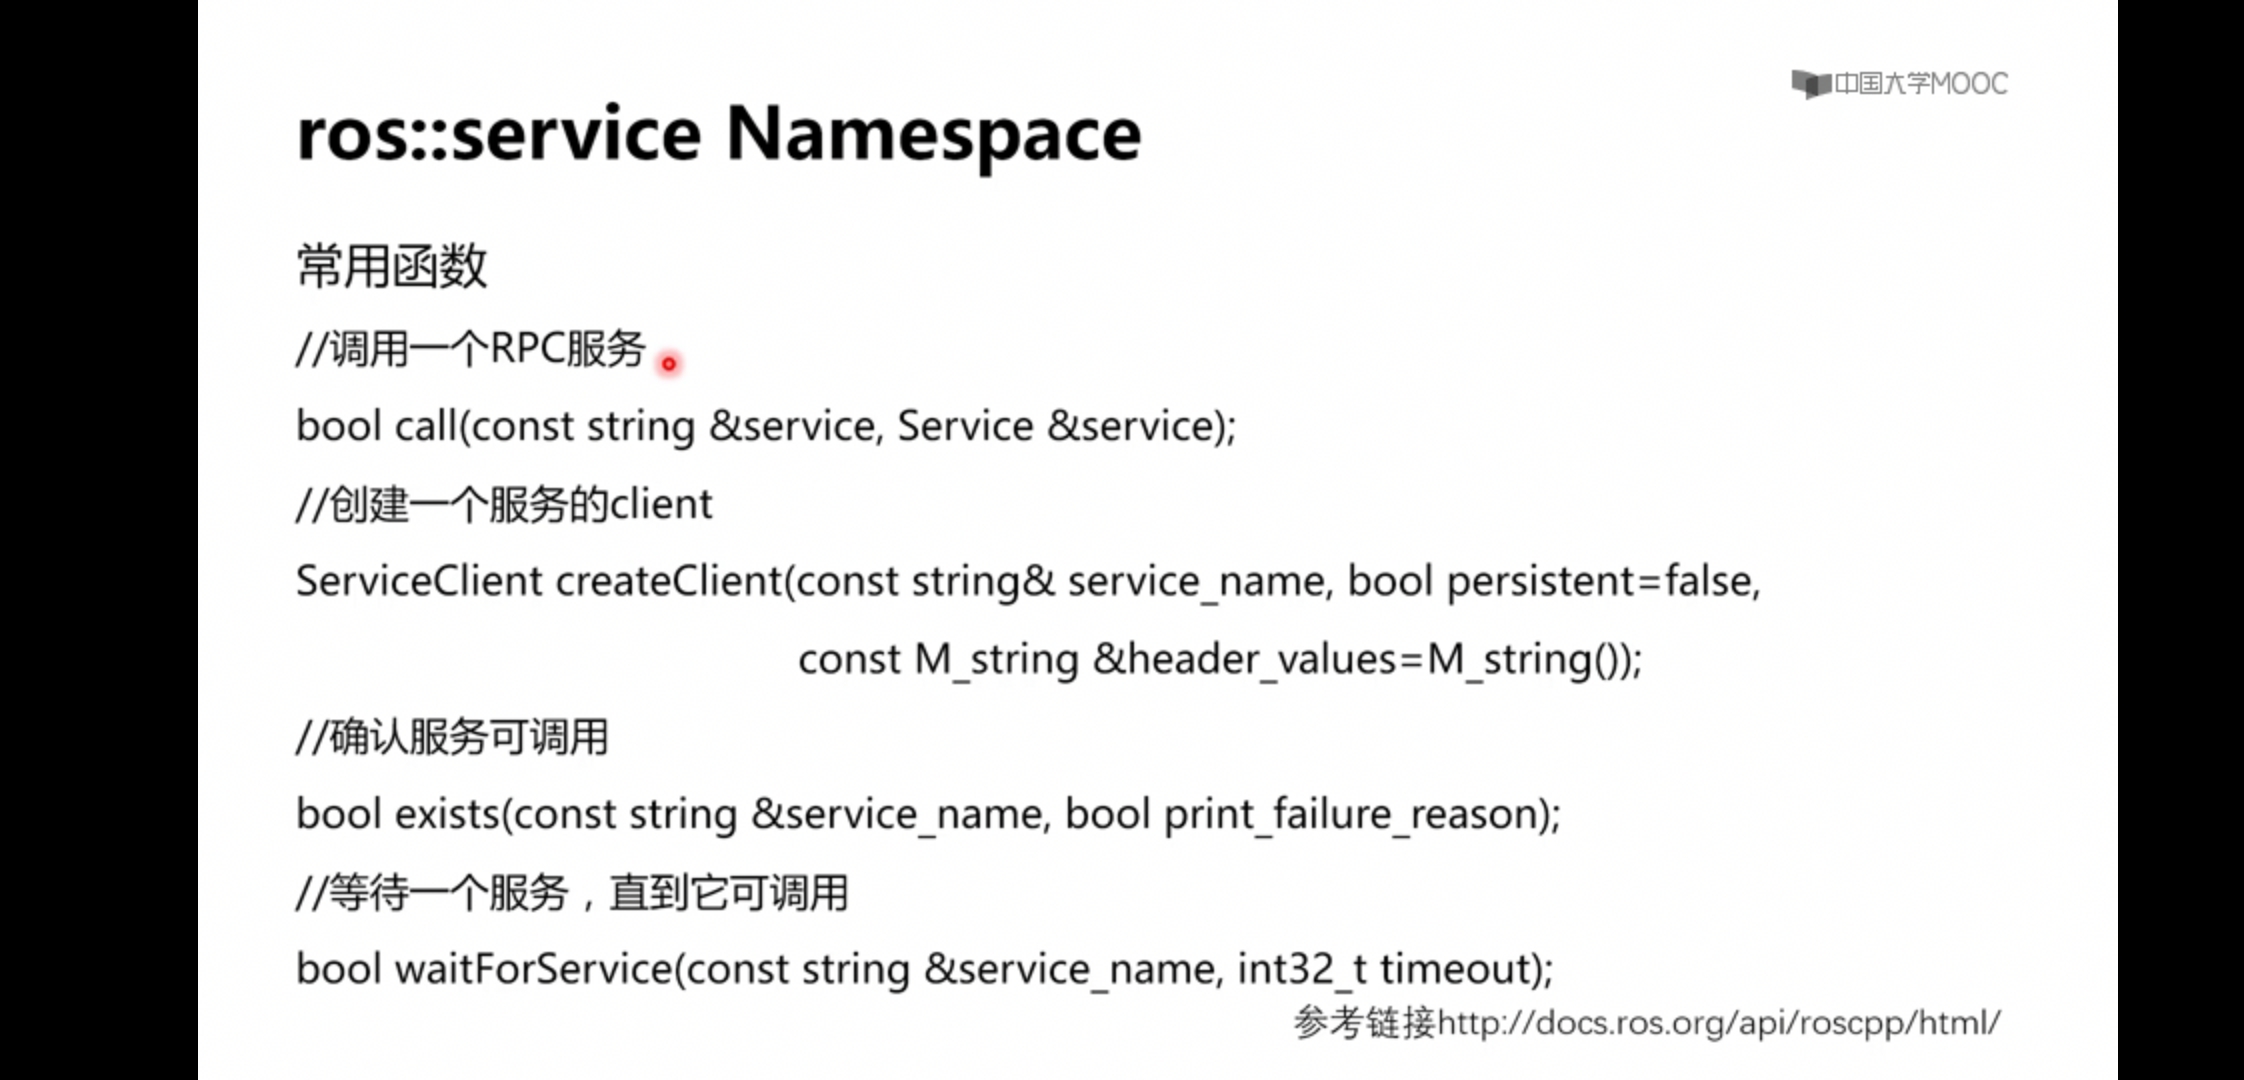 中国大学MOOC
ros::service Namespace
常用函数
//调用一个RPC服务
bool call(const string &service, Service &service);
//创建一个服务的client
ServiceClient createClient(const string& service_name, bool persistent=false,
const M_string &header_values=M_string());
//确认服务可调用
bool exists(const string &service_name, bool print_failure_reason);
//等待一个服务，直到它可调用
bool waitForService(const string &service_name, int32_t timeout);
参考链接http://docs.ros.org/api/roscpp/html/